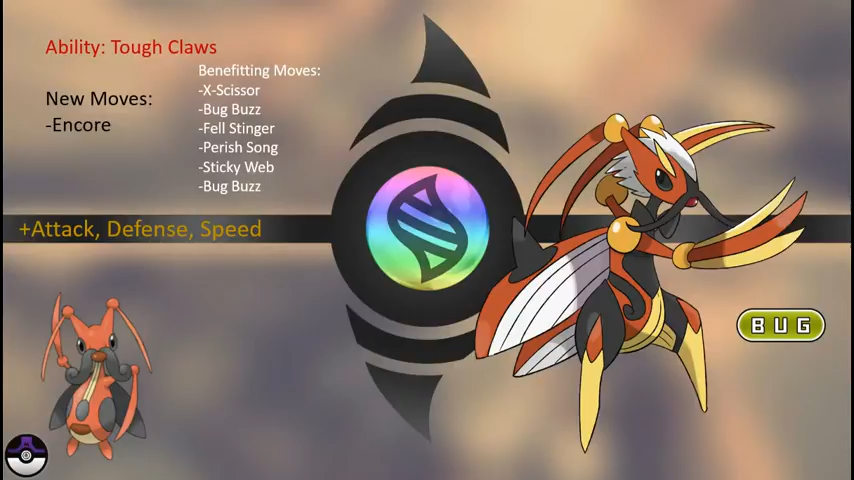 Ability: Tough Claws
New Moves:
-Encore
Benefitting Moves:
-X-Scissor
-Bug Buzz
-Fell Stinger
-Perish Song
-Sticky Web
-Bug Buzz
+Attack, Defense, Speed
BUG